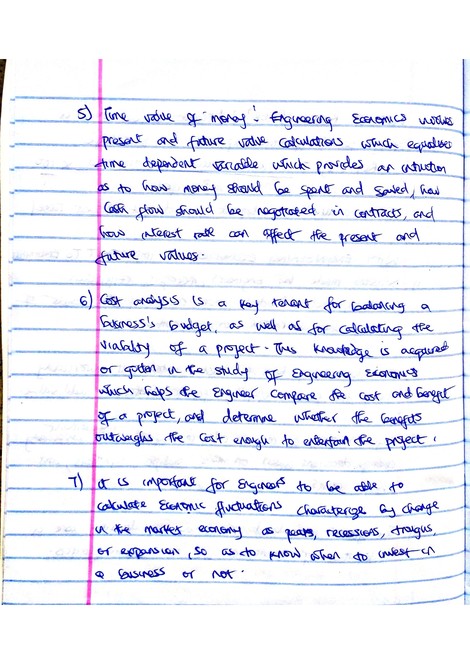 5) Time value of money: Engineering Economics involves
present and future value calculations which equalises
time dependent variable which provides an intuition
as to how money should be spent and saved, how
Cash flow should be negotiated in contracts, and
how interest rate can affect the present and
future values.
6) Cost analysis is a key tenant for balancing a
business's budget, as well as for calculating the
viability of a project. This knowledge is acquired
or gotten in the study of Engineering Economics
which helps the engineer compare the cost and benefit
of a project, and determine whether the benefits
outweighs the cost enough to entertain the project.
7) it is important for Engineers to be able to
calculate Economic fluctuations charaterize by change
in the market economy as peaks, recessions, trougus,
or expansion, so as to know when to invest in
a business or not.